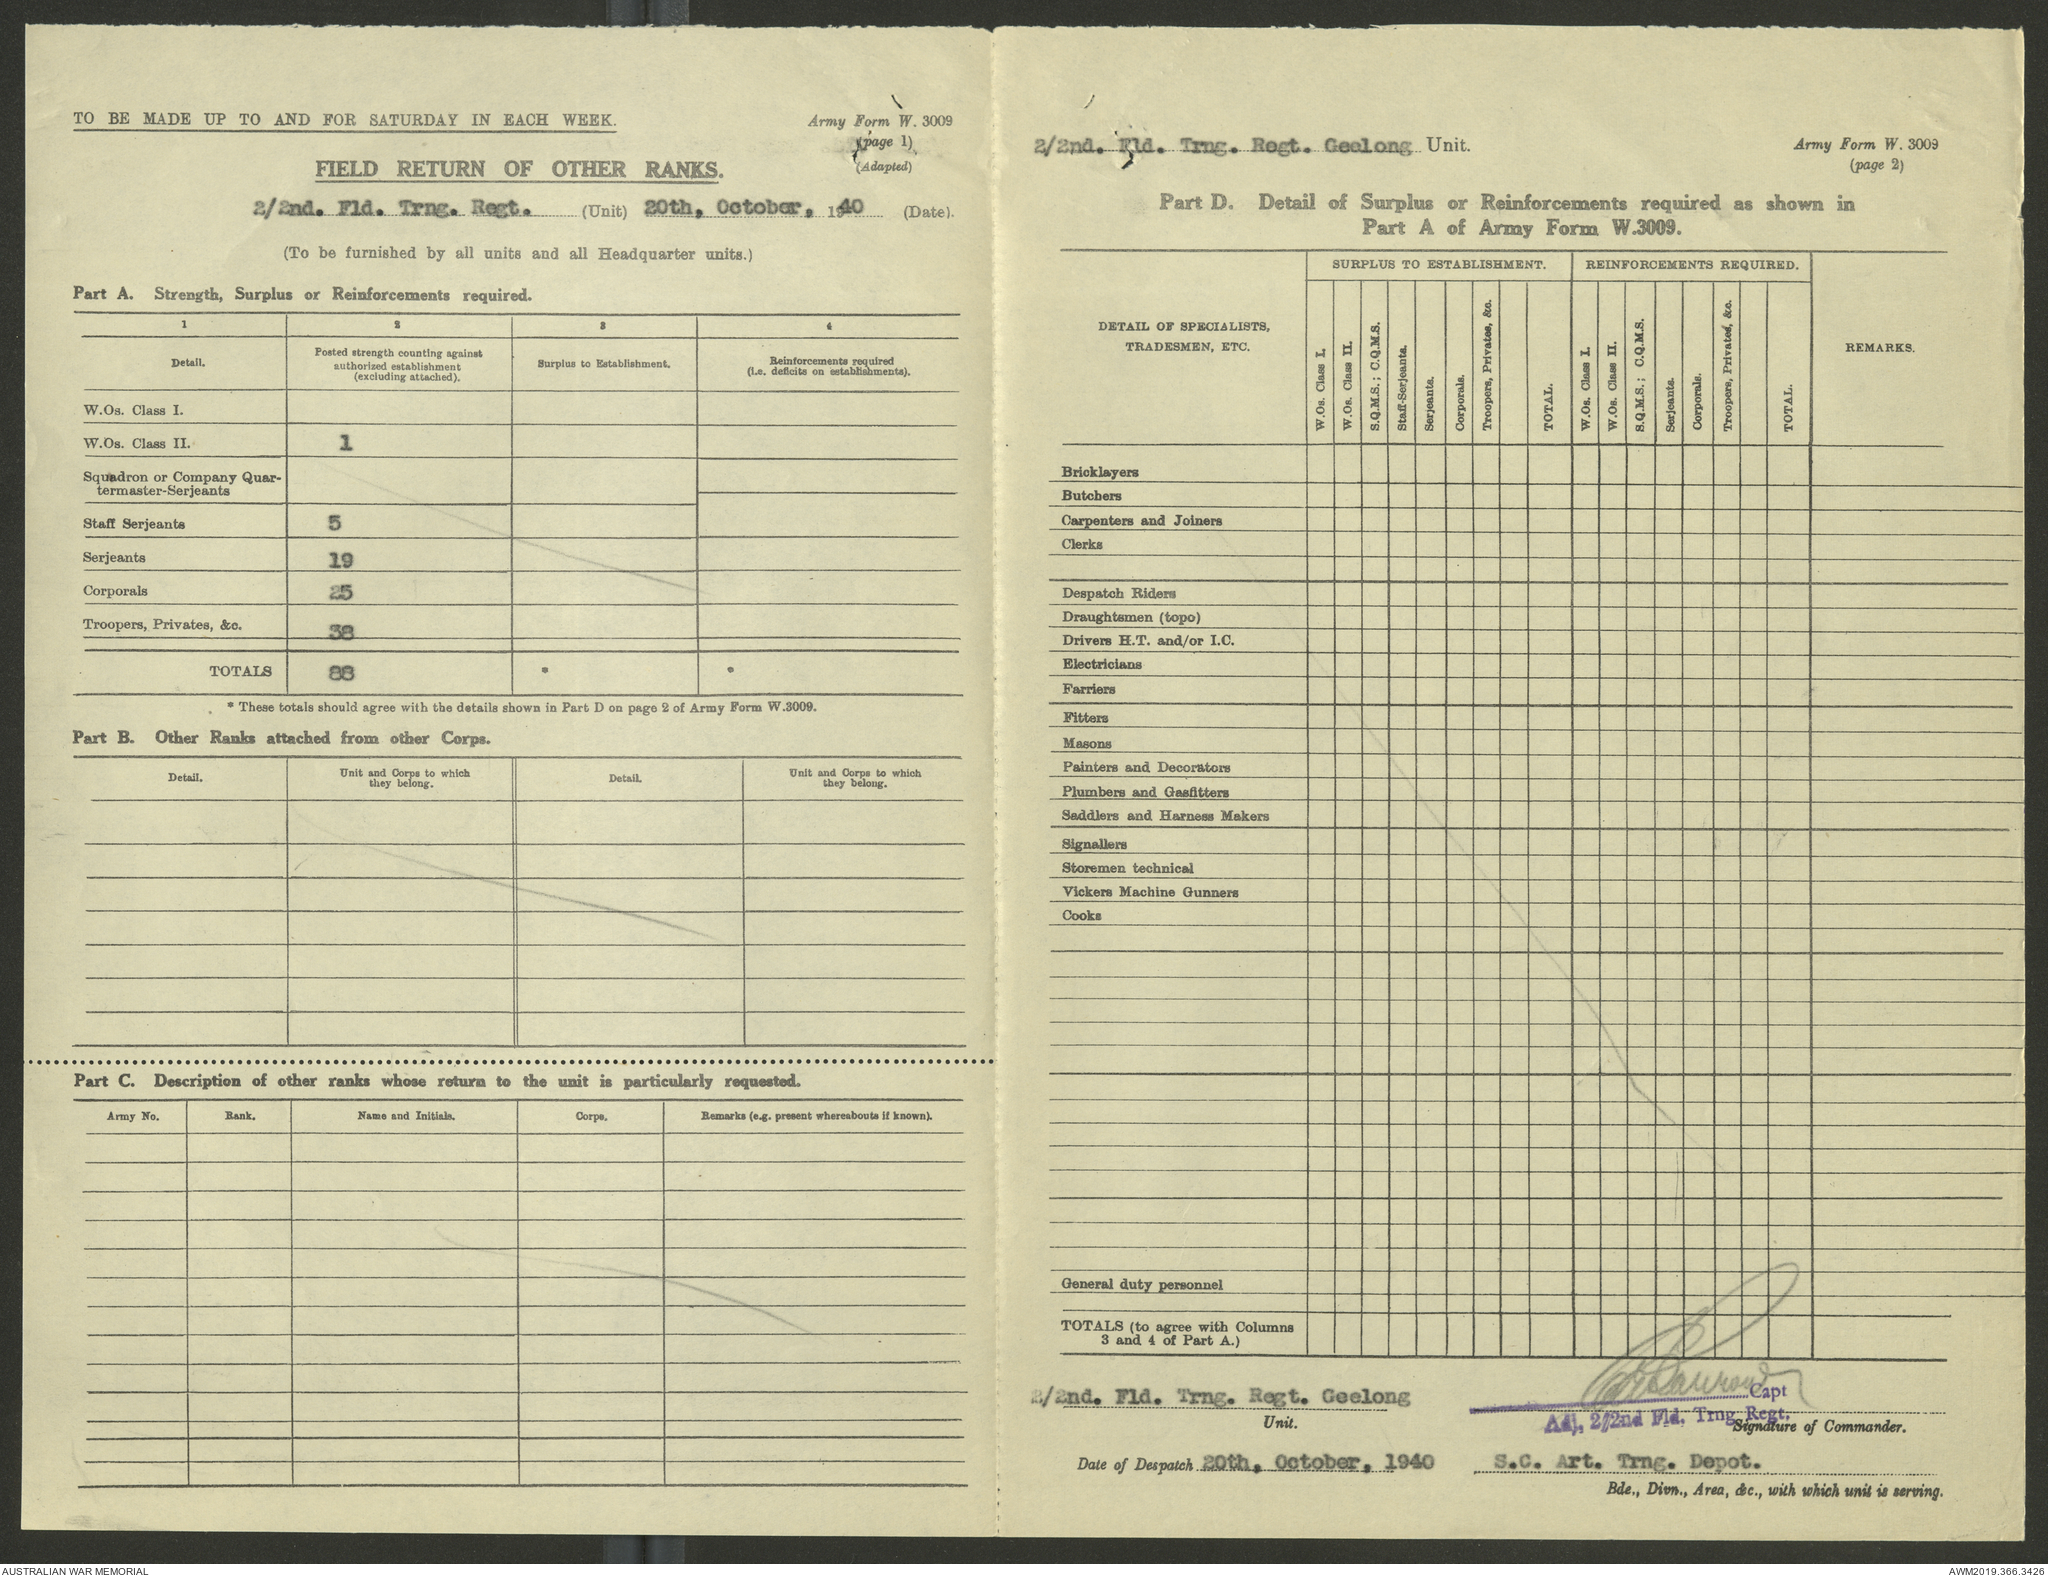 TO BE MADE UP TO AND FOR SATURDAY IN EACH WEEK.
Army Form W. 3009
(page 1)
(Adapted)
FIELD RETURN OF OTHER RANKS.
2/2nd. Fld. Trng. Regt. (Unit) 20th, October, 1940 (Date).
(To be furnished by all units and all Headquarter units.)
Part A. Strength, Surplus or Reinforcements required.
1 2 3 4
Detail. Posted strength counting against authorized establishment (excluding attached). Surplus to Establishment. Reinforcements required (i.e. deficits on establishments).
W.Os. Class I.
W.Os. Class II. 1
Squadron or Company Quar-
termaster-Serjeants
Staff Serjeants 5
Serjeants 19
Corporals 25
Troopers, Privates, &c. 38
TOTALS 88 * *
* These totals should agree with the details shown in Part D on page 2 of Army Form W.3009.
Part B. Other Ranks attached from other Corps.
Detail. Unit and Corps to which they belong. Detail. Unit and Corps to which they belong.
Part C. Description of other ranks whose return to the unit is particularly requested.
Army No. Rank. Name and Initials. Corps. Remarks (e.g. present whereabouts if known).
2/2nd. Fld. Trng. Regt. Geelong Unit.
Army Form W. 3009
(page 2)
Part D. Detail of Surplus or Reinforcements required as shown in
Part A of Army Form W.3009.
DETAIL OF SPECIALISTS, TRADESMEN, ETC.
SURPLUS TO ESTABLISHMENT. REINFORCEMENTS REQUIRED.
REMARKS.
W.Os. Class I. W.Os. Class II. S.Q.M.S.; C.Q.M.S. Staff-Serjeants. Serjeants. Corporals. Troopers, Privates, &c. TOTAL.
W.Os. Class I. W.Os. Class II. S.Q.M.S.; C.Q.M.S. Serjeants. Corporals. Troopers, Privates, &c. TOTAL.
Bricklayers
Butchers
Carpenters and Joiners
Clerks
Despatch Riders
Draughtsmen (topo)
Drivers H.T. and/or I.C.
Electricians
Farriers
Fitters
Masons
Painters and Decorators
Plumbers and Gasfitters
Saddlers and Harness Makers
Signallers
Storemen technical
Vickers Machine Gunners
Cooks
General duty personnel
TOTALS (to agree with Columns
3 and 4 of Part A.)
2/2nd. Fld. Trng. Regt. Geelong
Unit.
Capt
Adj, 2/2nd Fld. Trng Regt.
Signature of Commander.
Date of Despatch 20th, October, 1940
S.C. Art. Trng. Depot.
Bde., Divn., Area, &c., with which unit is serving.
AUSTRALIAN WAR MEMORIAL
AWM2019.366.3426